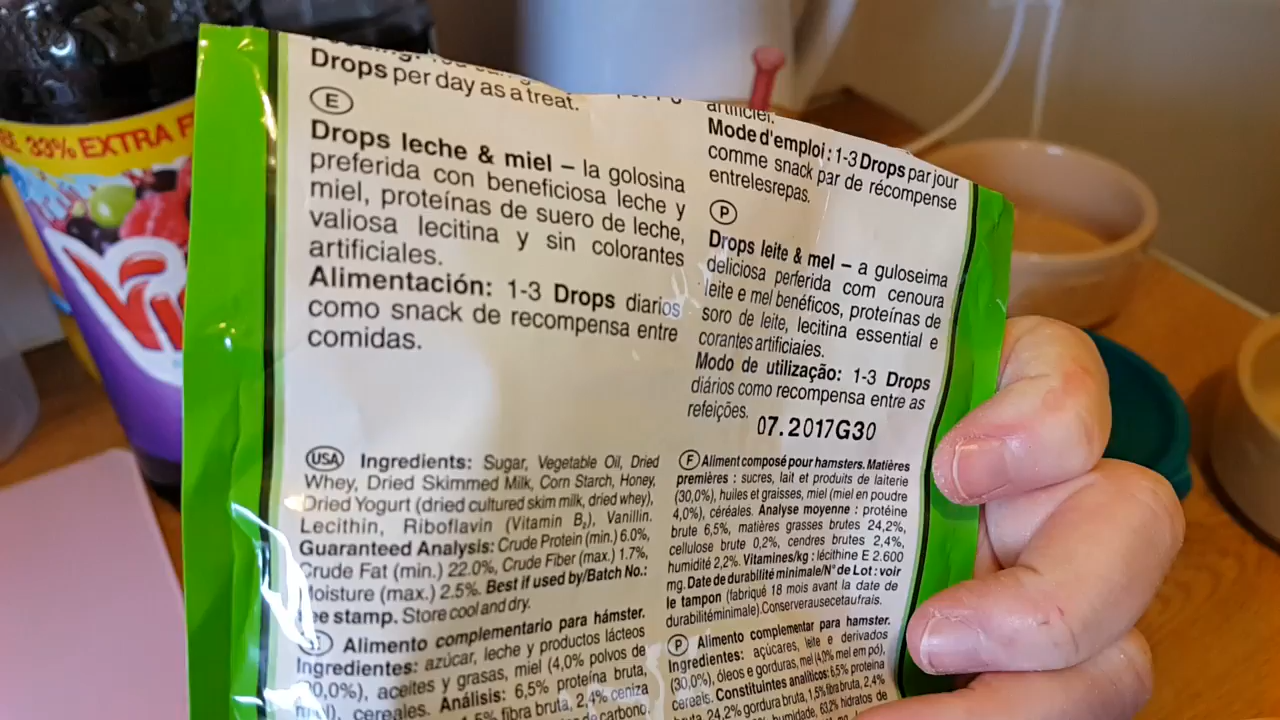 33% EXTRA
Drops per day as a treat.
E
Drops leche & miel – la golosina
preferida con beneficiosa leche y
miel, proteínas de suero de leche,
valiosa lecitina y sin colorantes
artificiales.
Alimentación: 1-3 Drops diarios
como snack de recompensa entre
comidas.
artificiel.
Mode d'emploi : 1-3 Drops par jour
comme snack par de récompense
entrelesrepas.
P
Drops leite & mel – a guloseima
deliciosa perferida com cenoura
leite e mel benéficos, proteínas de
soro de leite, lecitina essential e
corantes artificiaies.
Modo de utilização: 1-3 Drops
diários como recompensa entre as
refeições.
07.2017G30
USA Ingredients: Sugar, Vegetable Oil, Dried
Whey, Dried Skimmed Milk, Corn Starch, Honey,
Dried Yogurt (dried cultured skim milk, dried whey),
Lecithin, Riboflavin (Vitamin B₂), Vanillin.
Guaranteed Analysis: Crude Protein (min.) 6.0%,
Crude Fat (min.) 22.0%, Crude Fiber (max.) 1.7%,
Moisture (max.) 2.5%. Best if used by/Batch No.:
see stamp. Store cool and dry.
Alimento complementario para hámster.
Ingredientes: azúcar, leche y productos lácteos
(30,0%), aceites y grasas, miel (4,0% polvos de
cereales. Análisis: 6,5% proteína bruta,
fibra bruta, 2,4% ceniza
de carbono.
F Aliment composé pour hamsters. Matières
premières : sucres, lait et produits de laiterie
(30,0%), huiles et graisses, miel (miel en poudre
4,0%), céréales. Analyse moyenne : protéine
brute 6,5%, matières grasses brutes 24,2%,
cellulose brute 0,2%, cendres brutes 2,4%,
humidité 2,2%. Vitamines/kg : lécithine E 2.600
mg. Date de durabilité minimale/N° de Lot : voir
le tampon (fabriqué 18 mois avant la date de
durabilitéminimale).Conserverausecetaufrais.
P Alimento complementar para hamster.
Ingredientes: açúcares, leite e derivados
(30,0%), óleos e gorduras, mel (4,0% mel em pó),
cereais. Constituintes analíticos: 6,5% proteína
bruta, 24,2% gordura bruta, 1,5% fibra bruta, 2,4%
humidade, 63,2% hidratos de